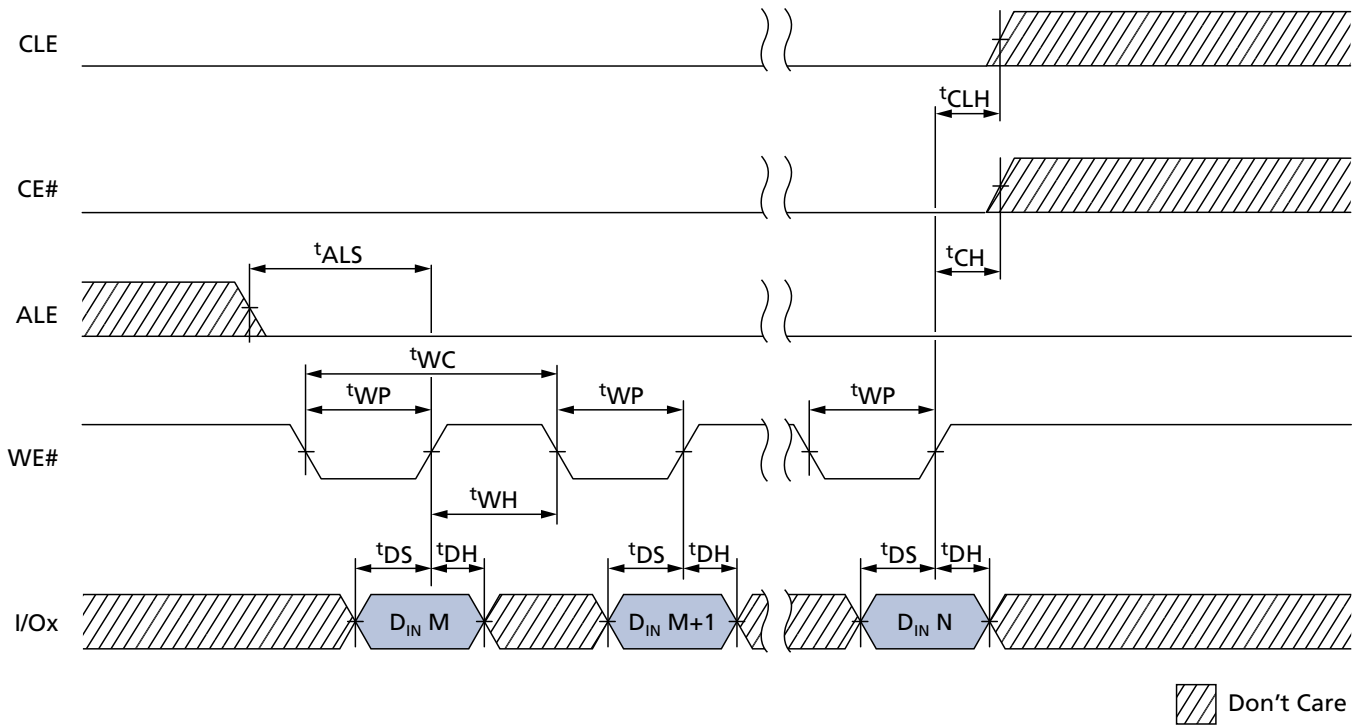 CLE
tCLH
CE#
tALS
tCH
ALE
tWC
tWP
tWP
tWP
WE#
tWH
tDS
tDH
tDS
tDH
tDS
tDH
I/Ox
DIN M
DIN M+1
DIN N
Don't Care